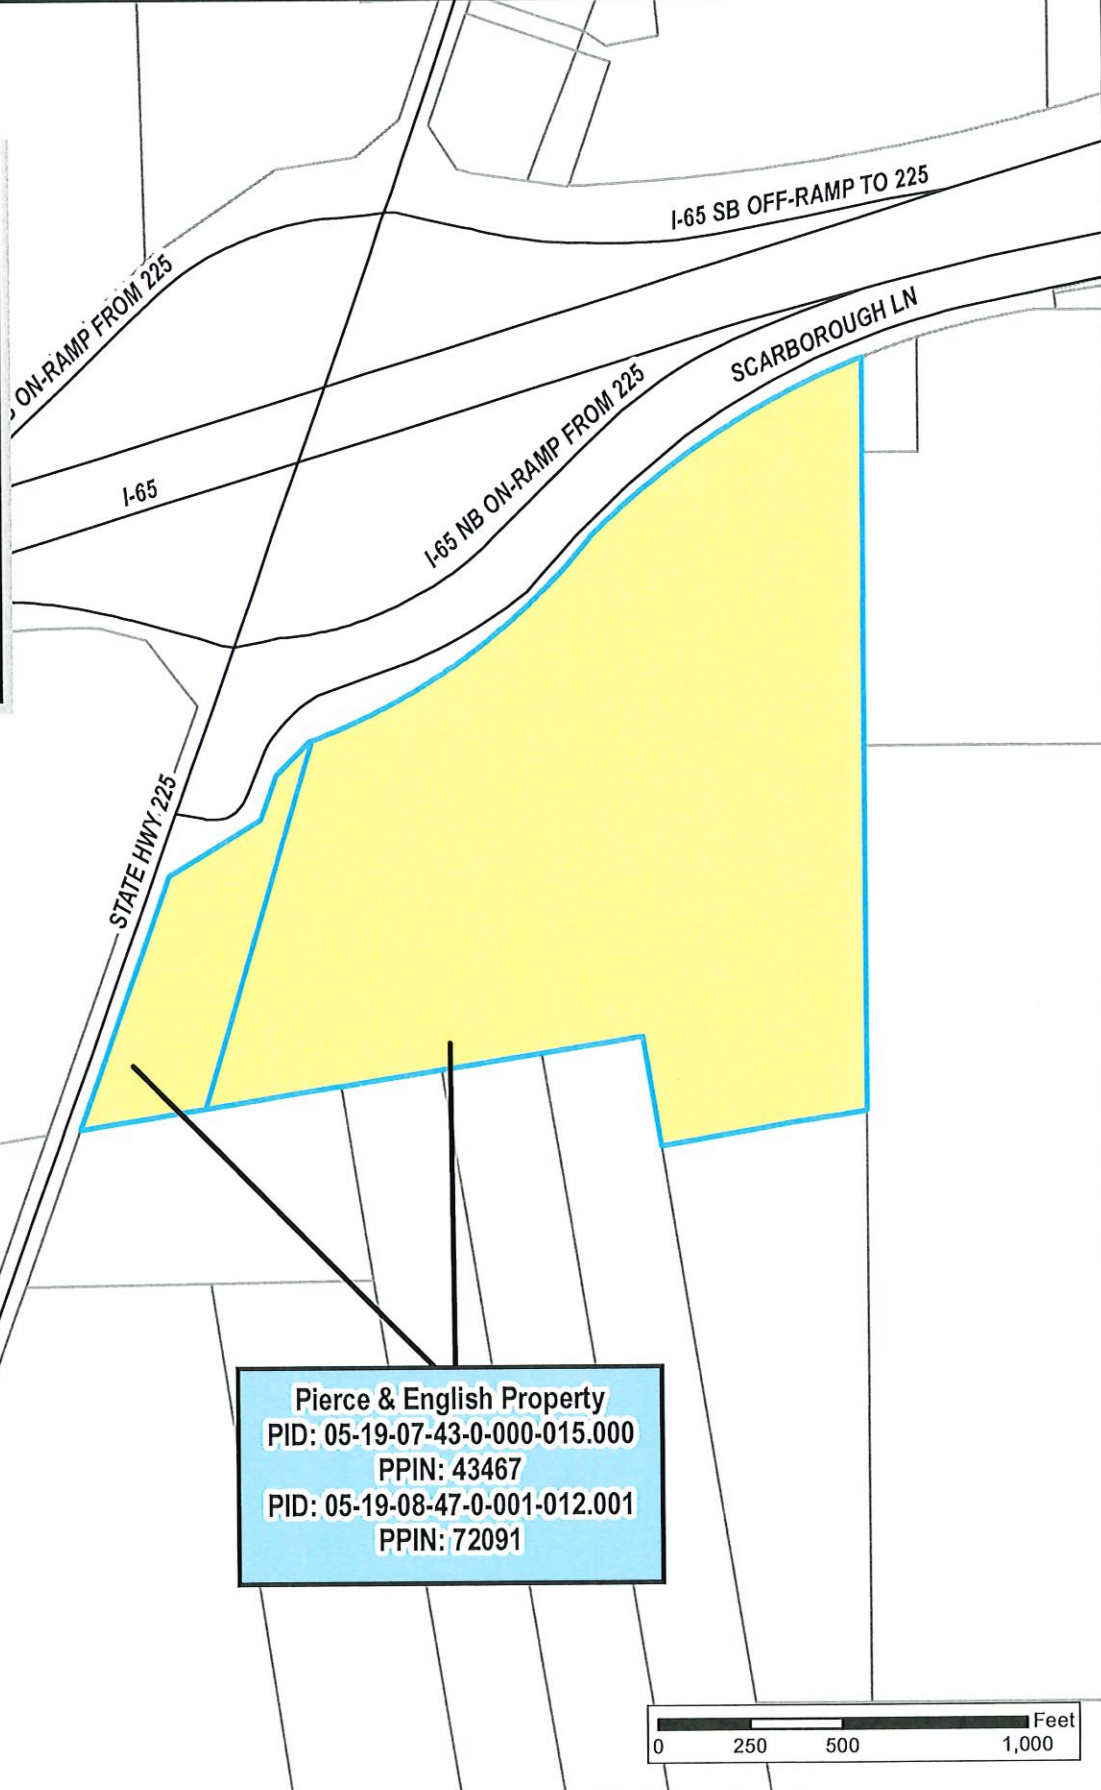 I-65 SB OFF-RAMP TO 225
ON-RAMP FROM 225
SCARBOROUGH LN
I-65 NB ON-RAMP FROM 225
I-65
STATE HWY 225
Pierce & English Property
PID: 05-19-07-43-0-000-015.000
PPIN: 43467
PID: 05-19-08-47-0-001-012.001
PPIN: 72091
Feet
0 250 500 1,000